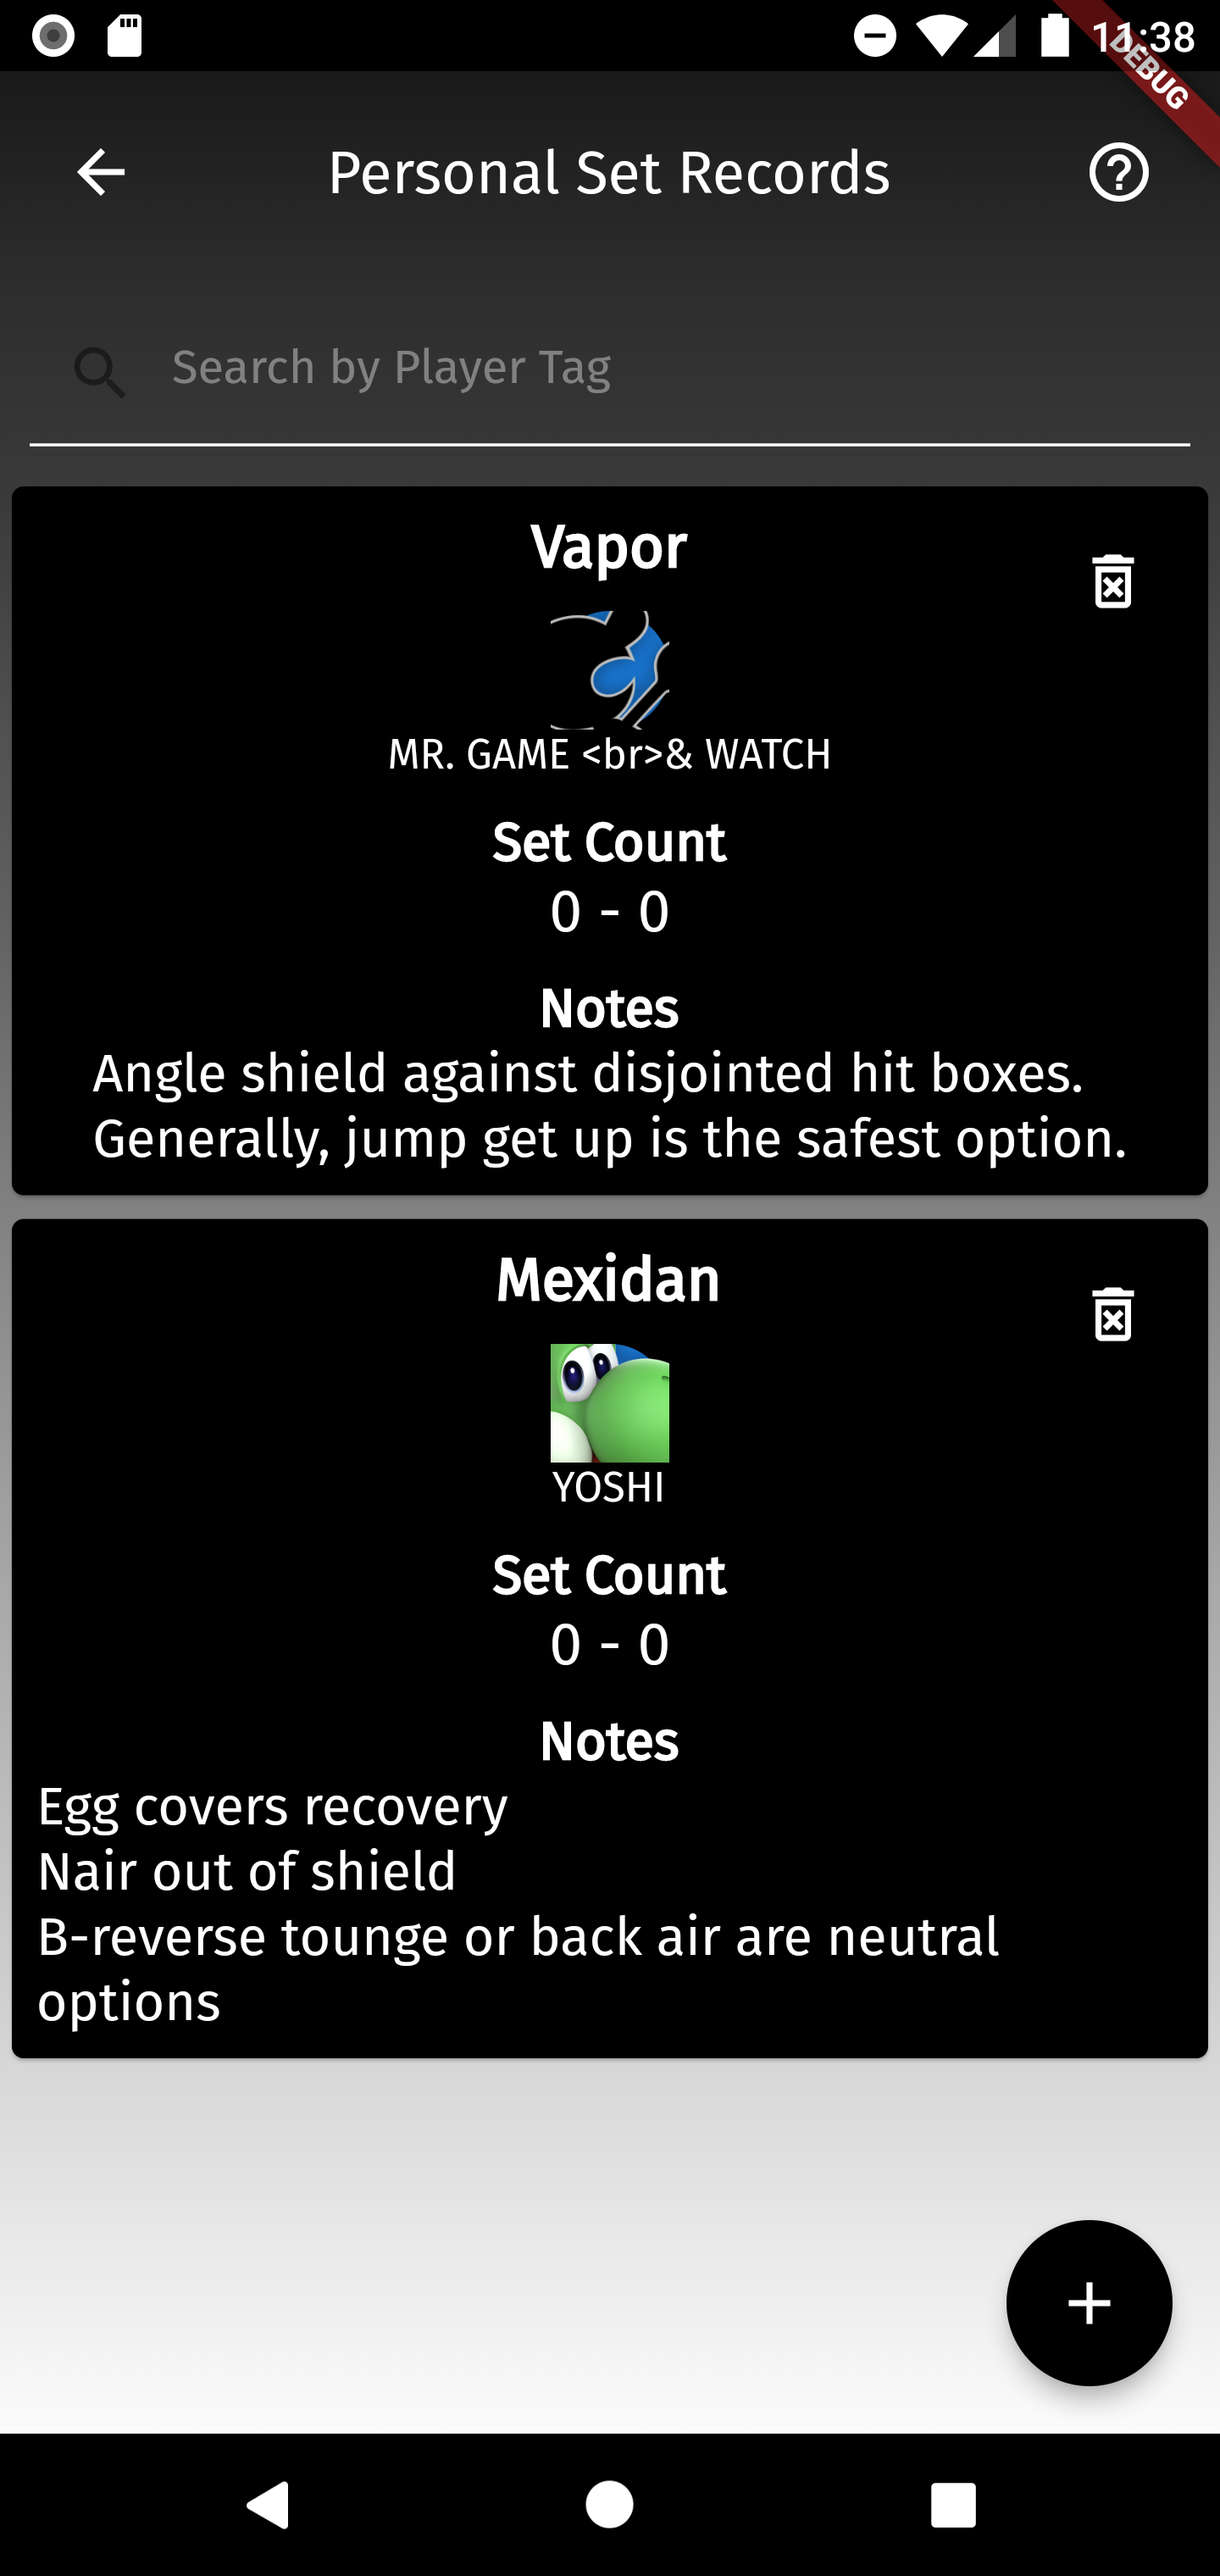 11:38
DEBUG
Personal Set Records
Search by Player Tag
Vapor
MR. GAME <br>& WATCH
Set Count
0 - 0
Notes
Angle shield against disjointed hit boxes.
Generally, jump get up is the safest option.
Mexidan
YOSHI
Set Count
0 - 0
Notes
Egg covers recovery
Nair out of shield
B-reverse tounge or back air are neutral
options